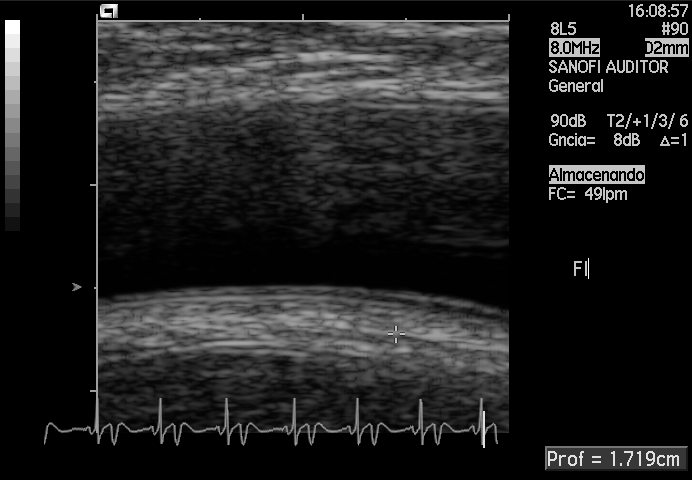 16:08:57
8L5 #90
8.0MHz D2mm
SANOFI AUDITOR
General
90dB T2/+1/3/ 6
Gncia= 8dB Δ=1
Almacenando
FC= 49lpm
FI
Prof = 1.719cm